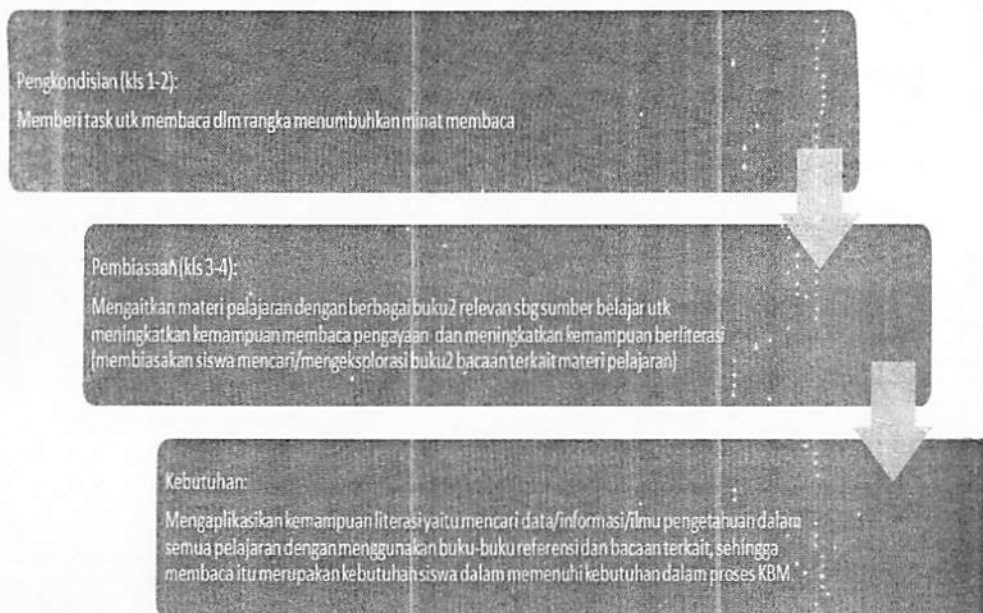 Pengkondisian (kls 1-2):
Memberi task utk membaca dlm rangka menumbuhkan minat membaca
Pembiasaan (kls 3-4):
Mengaitkan materi pelajaran dengan berbagai buku2 relevan sbg sumber belajar utk
meningkatkan kemampuan membaca pengayaan dan meningkatkan kemampuan berliterasi
(membiasakan siswa mencari/mengeksplorasi buku2 bacaan terkait materi pelajaran)
Kebutuhan:
Mengaplikasikan kemampuan literasi yaitu mencari data/informasi/ilmu pengetahuan dalam
semua pelajaran dengan menggunakan buku-buku referensi dan bacaan terkait, sehingga
membaca itu merupakan kebutuhan siswa dalam memenuhi kebutuhan dalam proses KBM.